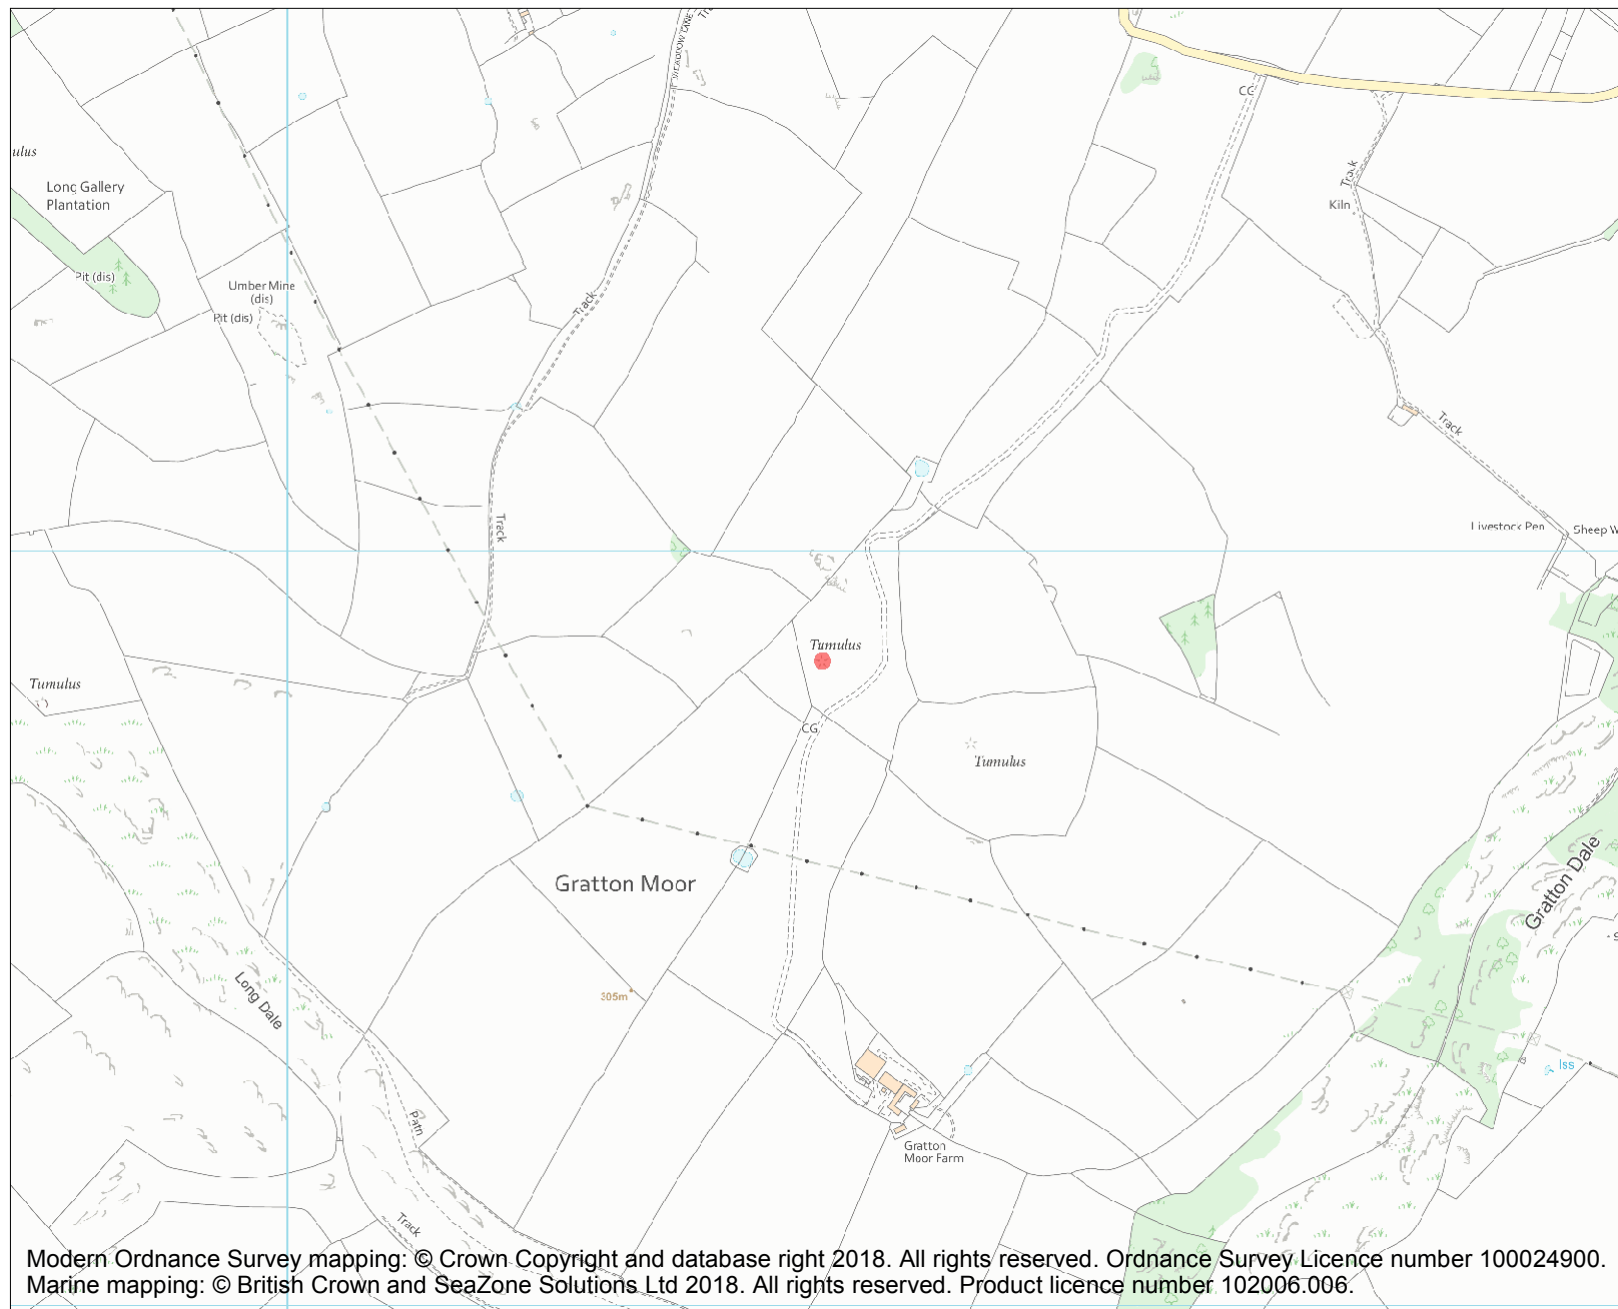 MEADOW LANE
CG
ulus
Long Gallery
Plantation
Track
Kiln
Pit (dis)
Umber Mine
(dis)
Pit (dis)
Track
Track
Track
Livestock Pen
Sheep W
Tumulus
Tumulus
CG
Tumulus
Gratton Moor
Gratton Dale
305m
Long Dale
Iss
Path
Gratton
Moor Farm
Track
Modern Ordnance Survey mapping: © Crown Copyright and database right 2018. All rights reserved. Ordnance Survey Licence number 100024900.
Marine mapping: © British Crown and SeaZone Solutions Ltd 2018. All rights reserved. Product licence number 102006.006.